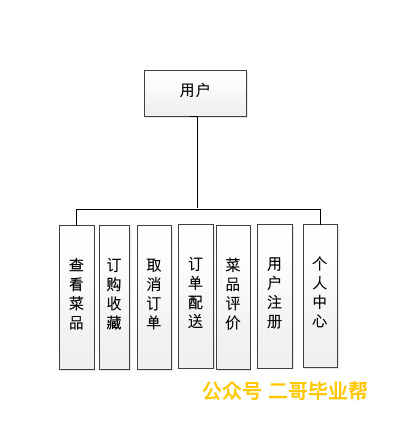 用户
查看菜品
订购收藏
取消订单
订单配送
菜品评价
用户注册
个人中心
公众号 二哥毕业帮